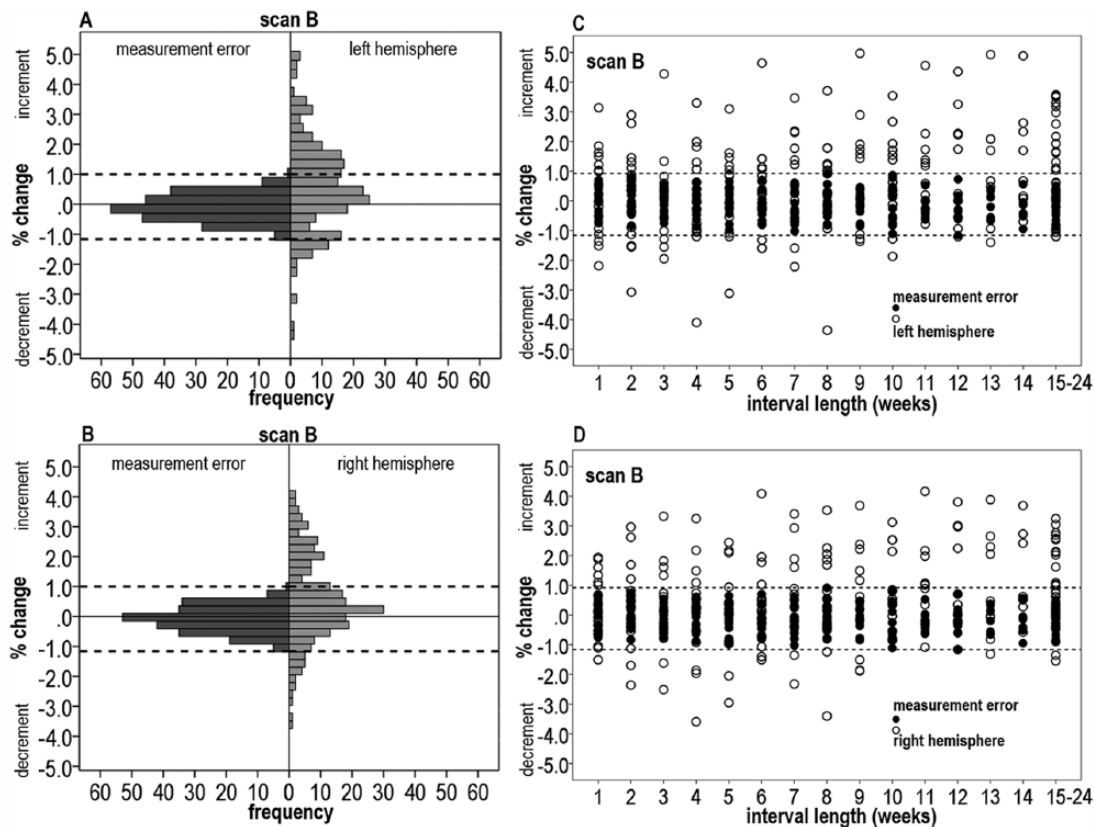 A
scan B
measurement error
left hemisphere
increment
% change
decrement
5.0
4.0
3.0
2.0
1.0
.0
-1.0
-2.0
-3.0
-4.0
-5.0
60 50 40 30 20 10 0 10 20 30 40 50 60
frequency
C
scan B
increment
% change
decrement
5.0
4.0
3.0
2.0
1.0
.0
1.0
-2.0
-3.0
-4.0
-5.0
measurement error
left hemisphere
1 2 3 4 5 6 7 8 9 10 11 12 13 14 15-24
interval length (weeks)
B
scan B
measurement error
right hemisphere
increment
% change
decrement
5.0
4.0
3.0
2.0
1.0
.0
-1.0
-2.0
-3.0
-4.0
-5.0
60 50 40 30 20 10 0 10 20 30 40 50 60
frequency
D
scan B
increment
% change
decrement
5.0
4.0
3.0
2.0
1.0
.0
1.0
-2.0
-3.0
-4.0
-5.0
measurement error
right hemisphere
1 2 3 4 5 6 7 8 9 10 11 12 13 14 15-24
interval length (weeks)